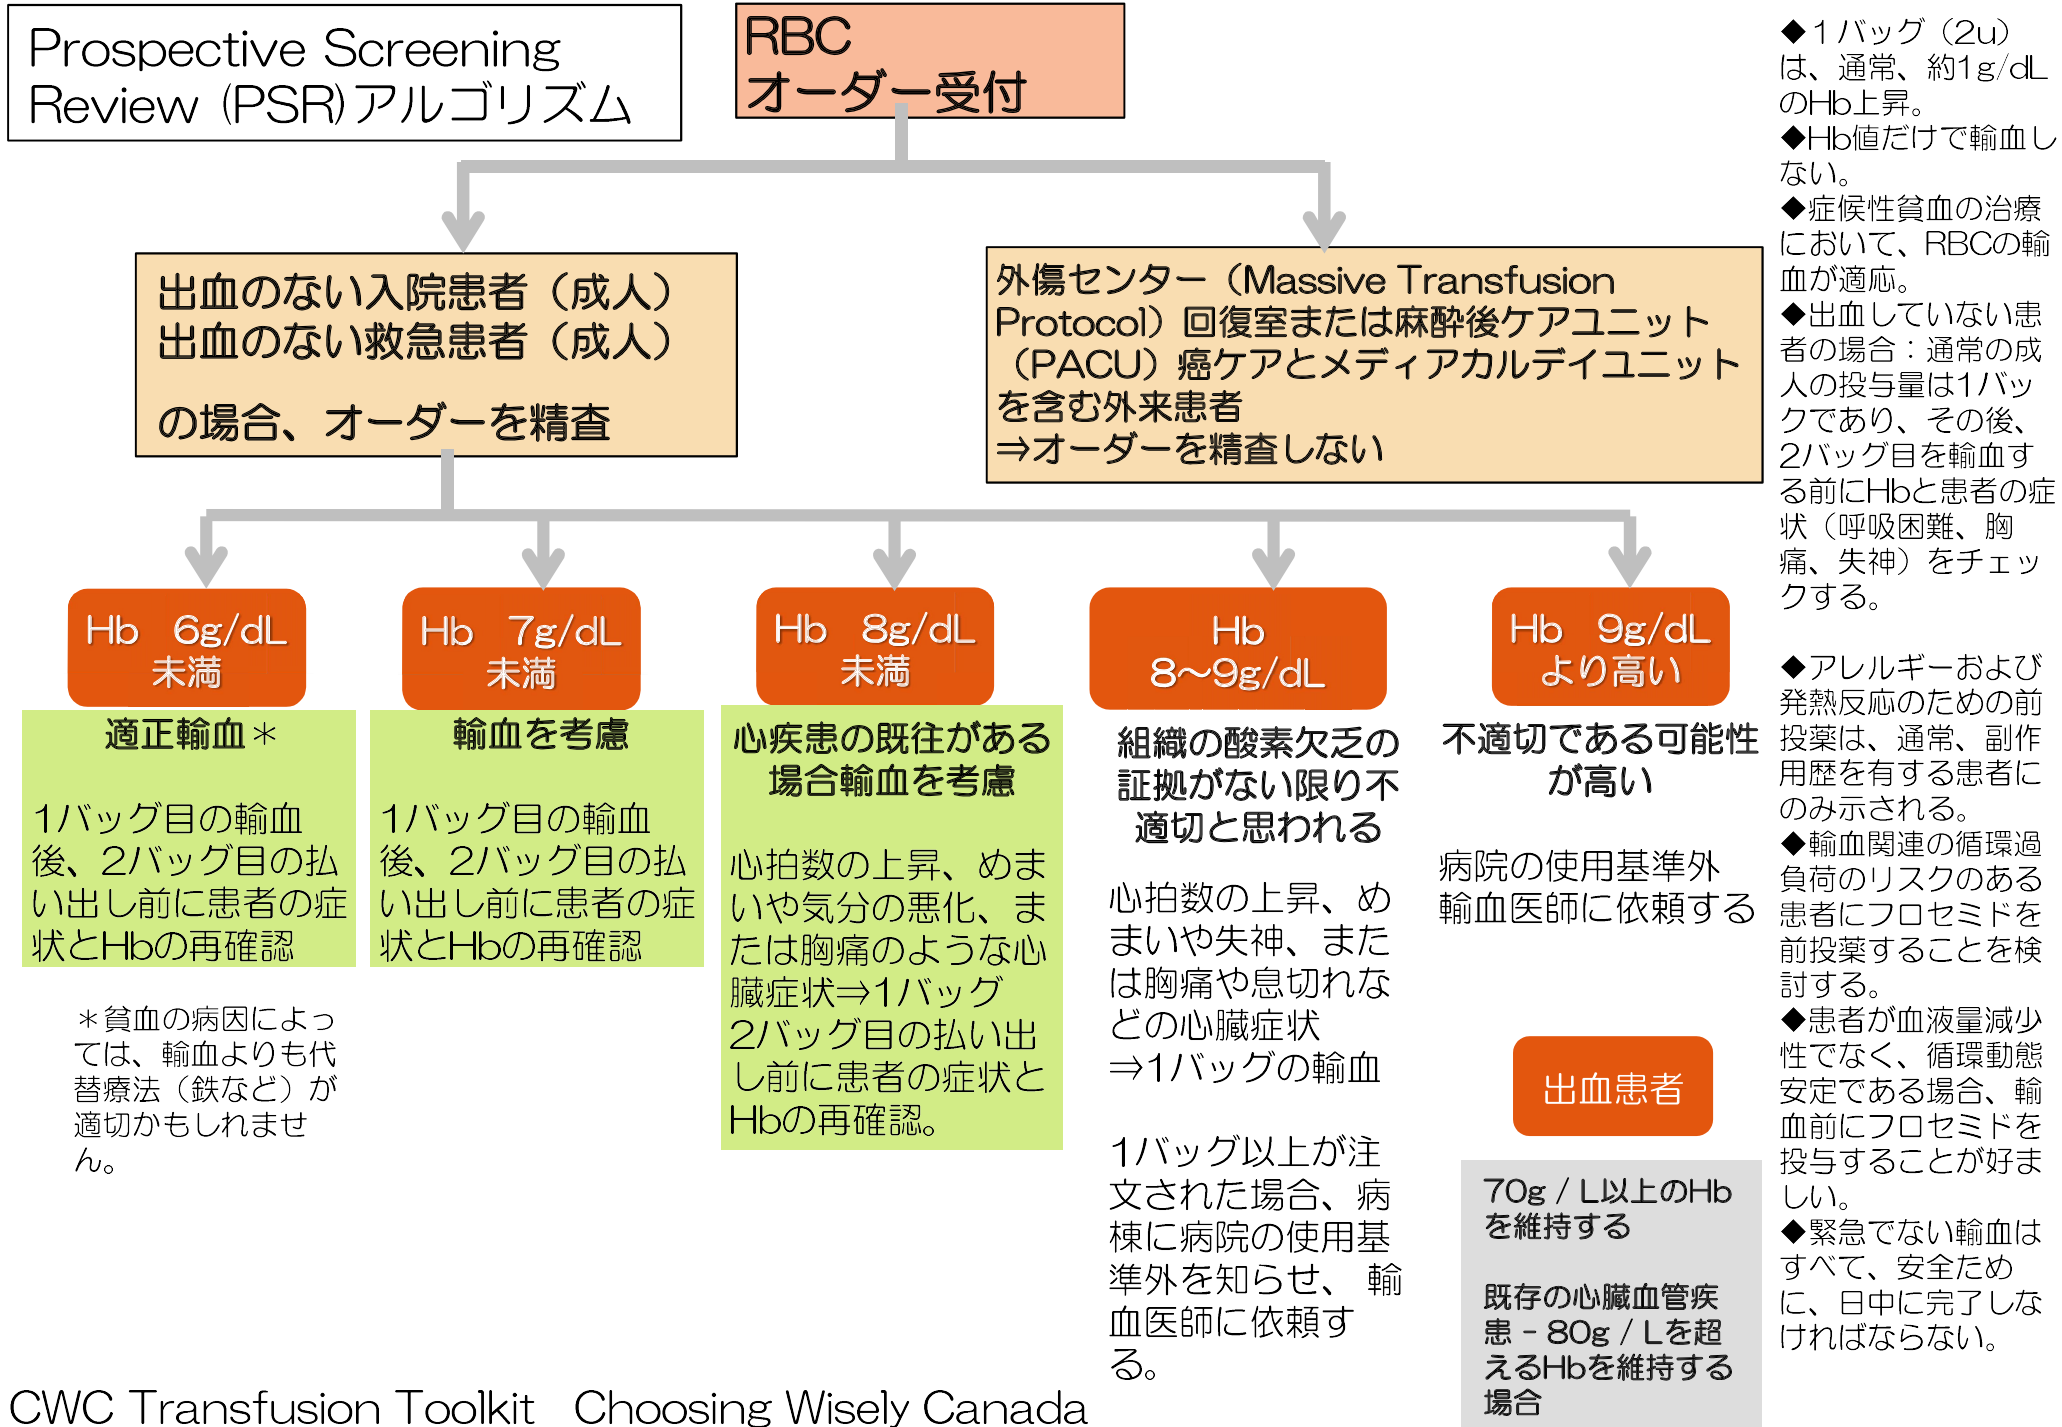 Prospective Screening
Review (PSR)アルゴリズム
RBC
オーダー受付
出血のない入院患者（成人）
出血のない救急患者（成人）
の場合、オーダーを精査
外傷センター（Massive Transfusion
Protocol）回復室または麻酔後ケアユニット
（PACU）癌ケアとメディアカルデイユニット
を含む外来患者
⇒オーダーを精査しない
Hb 6g/dL
未満
適正輸血＊
1バッグ目の輸血
後、2バッグ目の払
い出し前に患者の症
状とHbの再確認
＊貧血の病因によっ
ては、輸血よりも代
替療法（鉄など）が
適切かもしれませ
ん。
Hb 7g/dL
未満
輸血を考慮
1バッグ目の輸血
後、2バッグ目の払
い出し前に患者の症
状とHbの再確認
Hb 8g/dL
未満
心疾患の既往がある
場合輸血を考慮
心拍数の上昇、めま
いや気分の悪化、ま
たは胸痛のような心
臓症状⇒1バッグ
2バッグ目の払い出
し前に患者の症状と
Hbの再確認。
Hb
8～9g/dL
組織の酸素欠乏の
証拠がない限り不
適切と思われる
心拍数の上昇、め
まいや失神、また
は胸痛や息切れな
どの心臓症状
⇒1バッグの輸血
1バッグ以上が注
文された場合、病
棟に病院の使用基
準外を知らせ、 輸
血医師に依頼す
る。
Hb 9g/dL
より高い
不適切である可能性
が高い
病院の使用基準外
輸血医師に依頼する
出血患者
70g / L以上のHb
を維持する
既存の心臓血管疾
患 - 80g / Lを超
えるHbを維持する
場合
◆１バッグ（2u）
は、通常、約1g/dL
のHb上昇。
◆Hb値だけで輸血し
ない。
◆症候性貧血の治療
において、RBCの輸
血が適応。
◆出血していない患
者の場合：通常の成
人の投与量は1バッ
クであり、その後、
2バッグ目を輸血す
る前にHbと患者の症
状（呼吸困難、胸
痛、失神）をチェッ
クする。
◆アレルギーおよび
発熱反応のための前
投薬は、通常、副作
用歴を有する患者に
のみ示される。
◆輸血関連の循環過
負荷のリスクのある
患者にフロセミドを
前投薬することを検
討する。
◆患者が血液量減少
性でなく、循環動態
安定である場合、輸
血前にフロセミドを
投与することが好ま
しい。
◆緊急でない輸血は
すべて、安全ため
に、日中に完了しな
ければならない。
CWC Transfusion Toolkit Choosing Wisely Canada